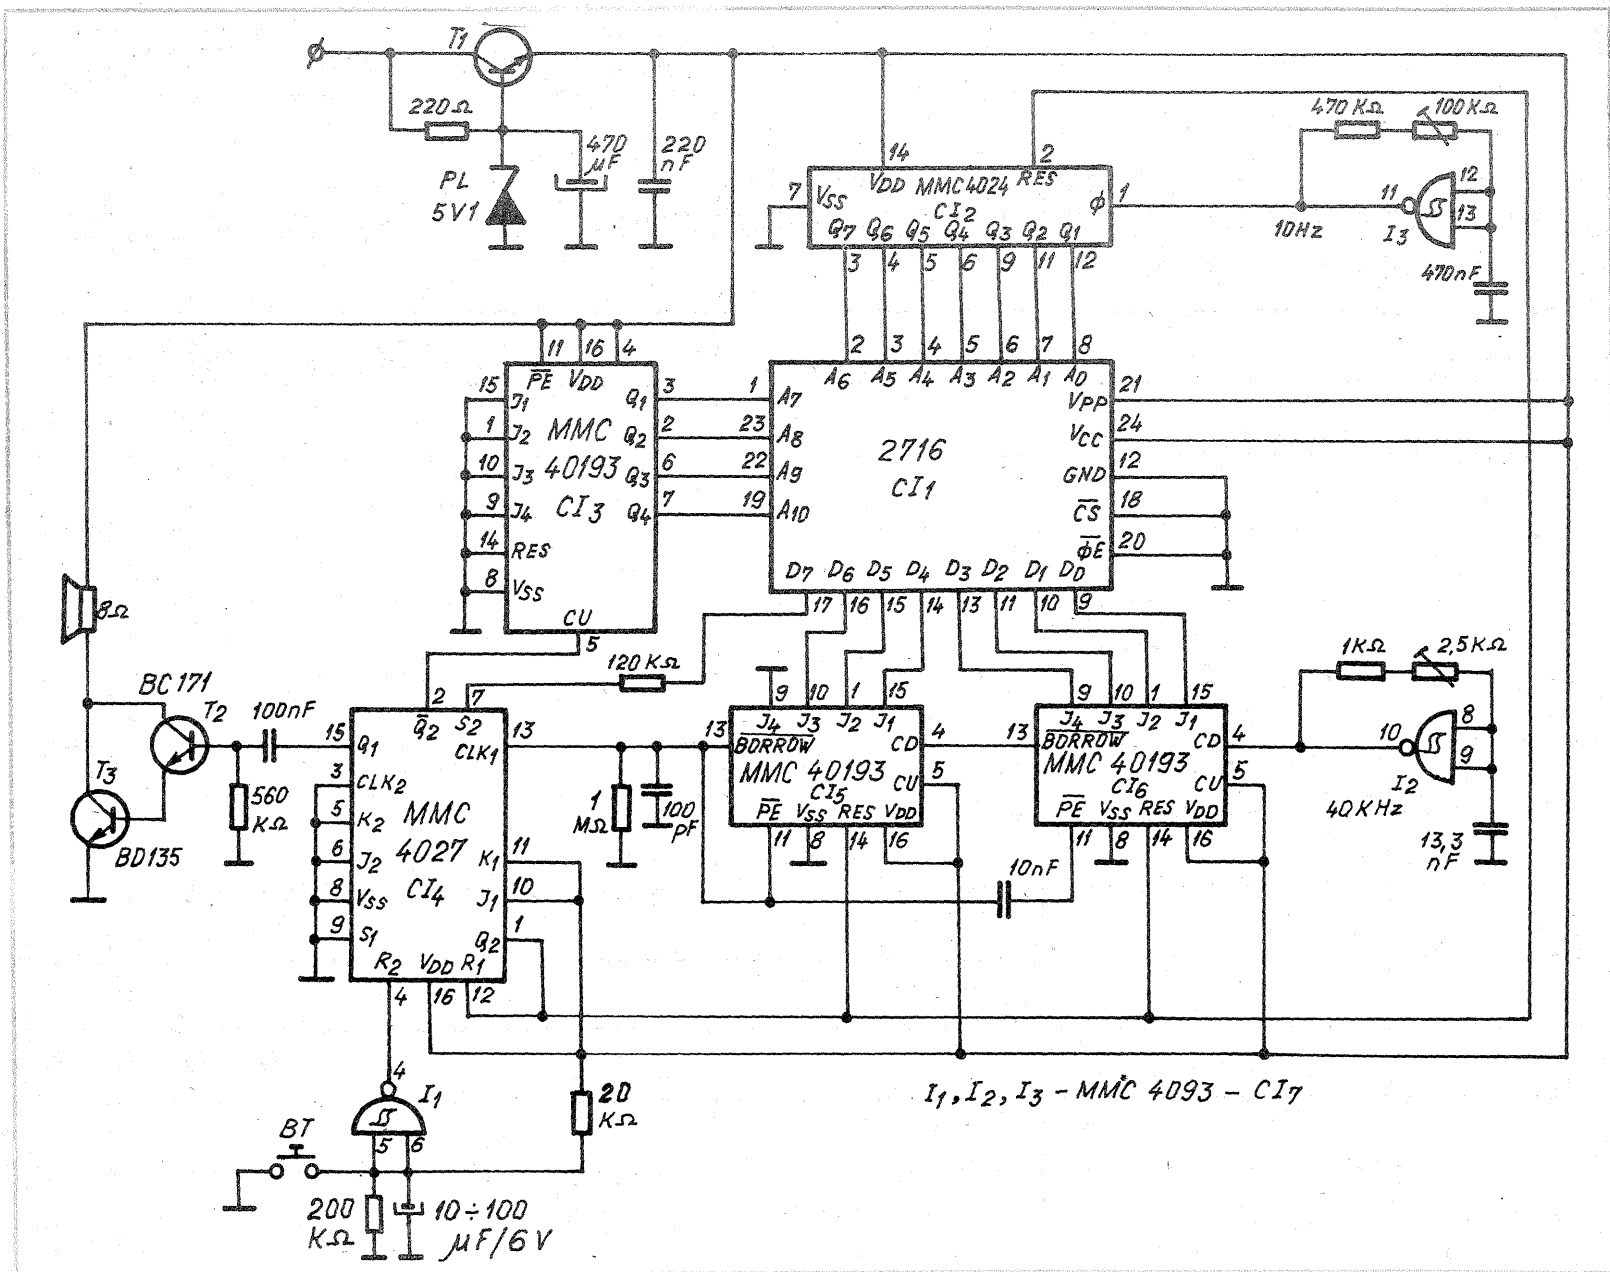 T1
220Ω
470 µF
220 nF
PL
5V1
14
2
VDD MMC4024 RES
7
VSS
CI2
ϕ
1
Q7 Q6 Q5 Q4 Q3 Q2 Q1
3 4 5 6 9 11 12
470KΩ
100KΩ
11
12
13
I3
10Hz
470nF
2 3 4 5 6 7 8
A6 A5 A4 A3 A2 A1 A0
1 A7
23 A8
22 A9
19 A10
2716
CI1
VPP 21
VCC 24
GND 12
CS 18
ϕE 20
D7 D6 D5 D4 D3 D2 D1 D0
17 16 15 14 13 11 10 9
11 16 4
PE VDD
15 J1
1 J2
10 J3
9 J4
14 RES
8 VSS
MMC
40193
CI3
Q1 3
Q2 2
Q3 6
Q4 7
CU
5
8Ω
BC171
T2
100nF
T3
BD135
560 KΩ
120KΩ
2 7
Q2 S2
15 Q1
CLK1 13
3 CLK2
5 K2
6 J2
8 VSS
9 S1
MMC
4027
CI4
K1 11
J1 10
Q2 1
R2 VDD R1
4 16 12
1 MΩ
100 pF
9 10 1 15
J4 J3 J2 J1
13 BORROW
CD 4
MMC 40193
CU 5
CI5
PE VSS RES VDD
11 8 14 16
10nF
9 10 1 15
J4 J3 J2 J1
13 BORROW
CD 4
MMC 40193
CU 5
CI6
PE VSS RES VDD
11 8 14 16
1KΩ
2,5KΩ
10
8
9
I2
40KHz
13,3 nF
4
I1
5 6
BT
20 KΩ
200 KΩ
10÷100
µF/6V
I1, I2, I3 - MMC 4093 - CI7